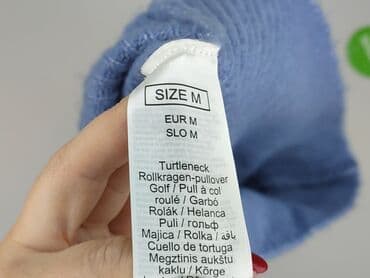 SIZE M
EUR M
SLO M
Turtleneck
Rollkragen-pullover
Golf / Pull à col
roulé / Garbó
Rolák / Helanca
Puli / гольф
Majica / Rolka / ياقة
Cuello de tortuga
Megztinis aukštu
kaklu / Kõrge